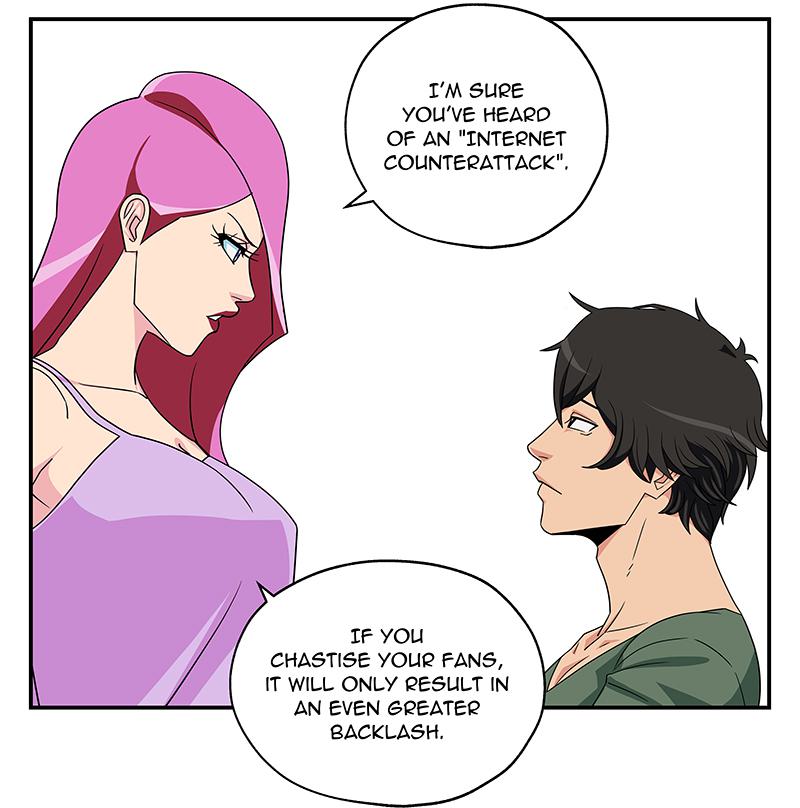 I'M SURE
YOU'VE HEARD
OF AN "INTERNET
COUNTERATTACK".
IF YOU
CHASTISE YOUR FANS,
IT WILL ONLY RESULT IN
AN EVEN GREATER
BACKLASH.